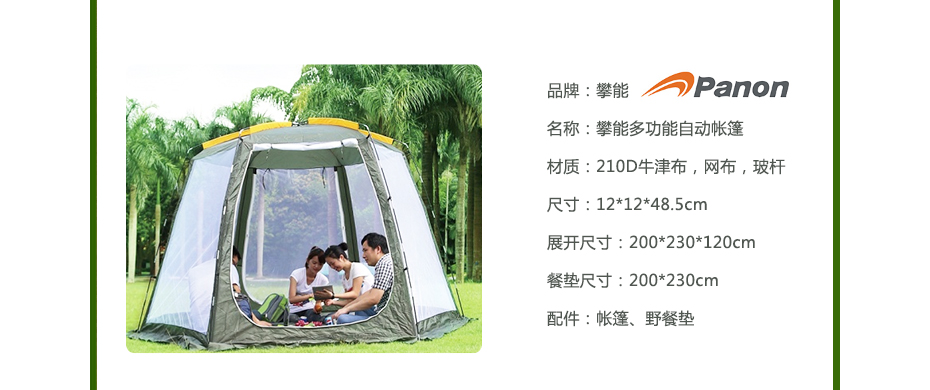 品牌：攀能 Panon
名称：攀能多功能自动帐篷
材质：210D牛津布，网布，玻杆
尺寸：12*12*48.5cm
展开尺寸：200*230*120cm
餐垫尺寸：200*230cm
配件：帐篷、野餐垫